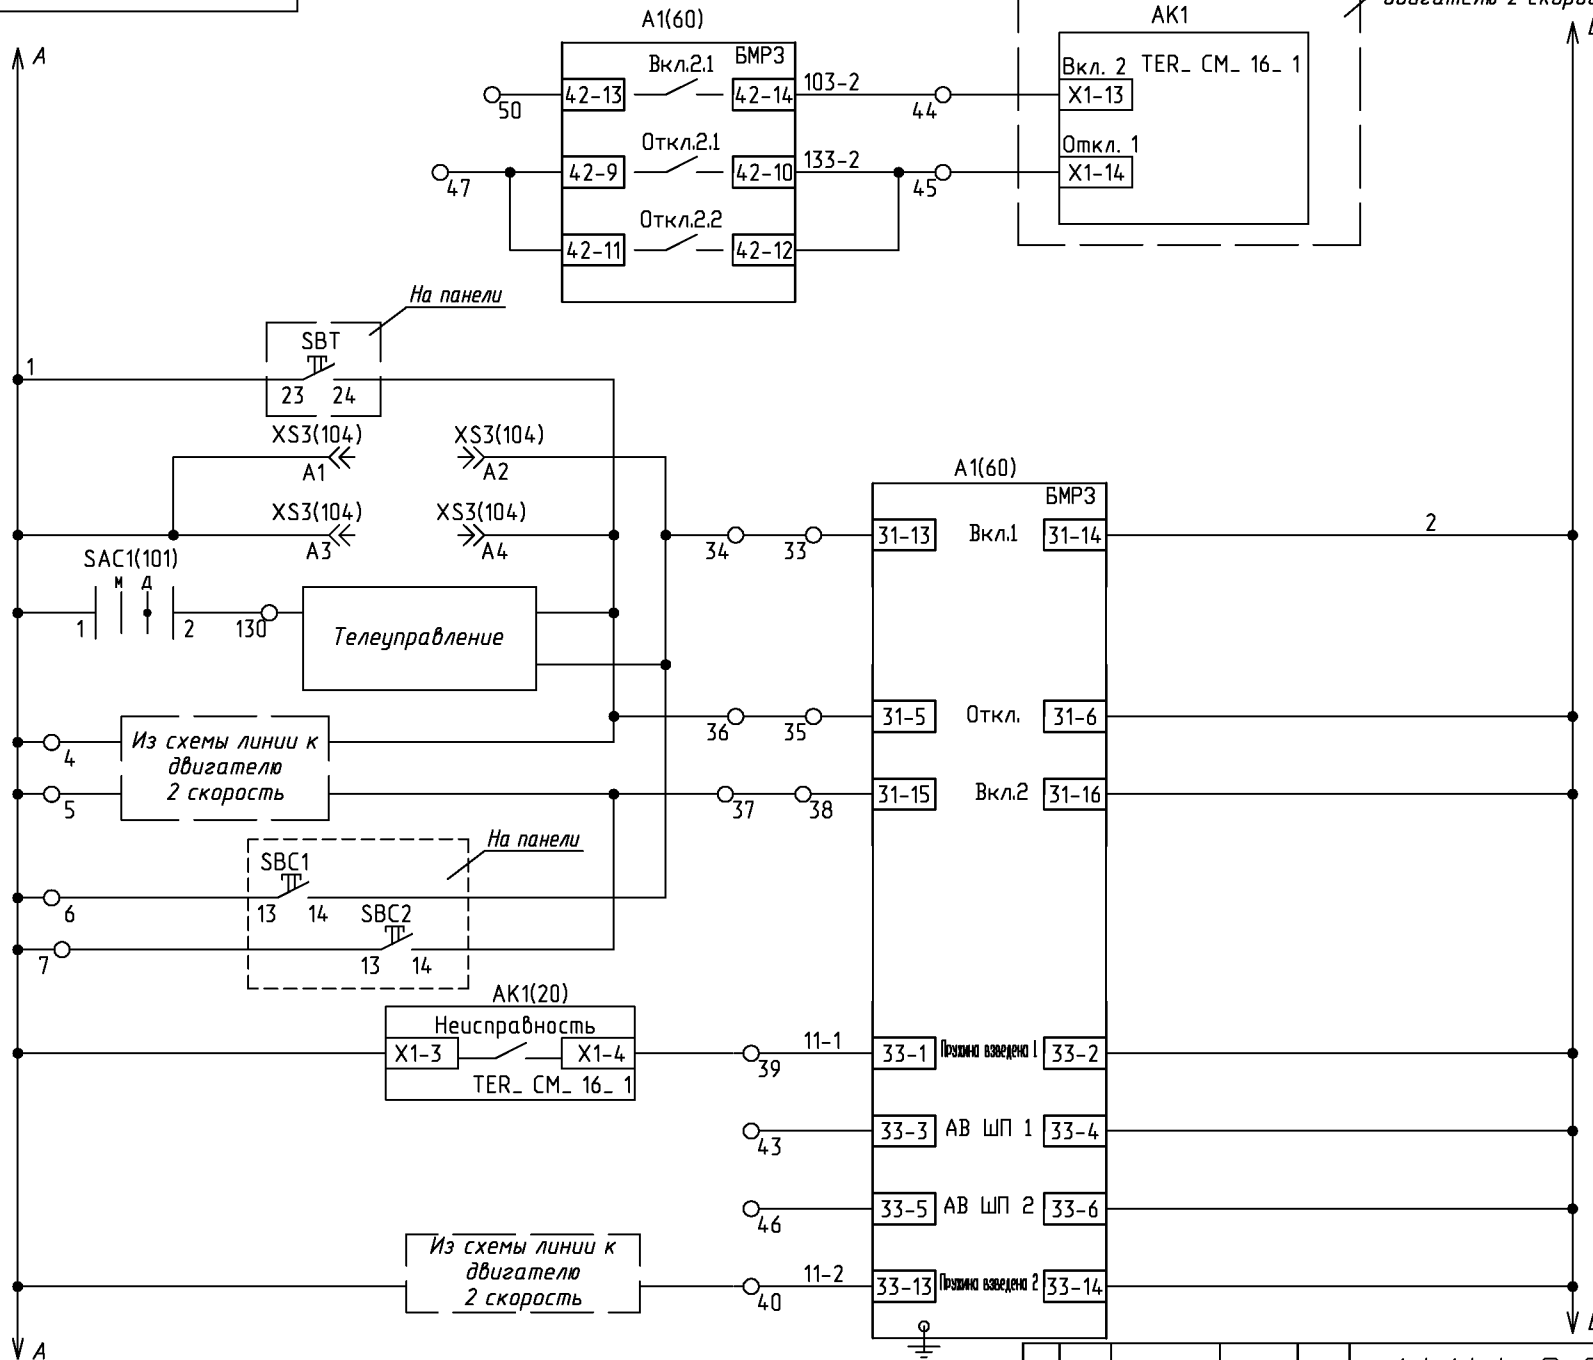 А1(60)
АК1
А
Вкл.2.1
БМРЗ
Вкл. 2
TER_ CM_ 16_ 1
42-13
42-14
103-2
X1-13
50
44
Откл.2.1
Откл. 1
42-9
42-10
133-2
X1-14
47
45
Откл.2.2
42-11
42-12
На панели
SBT
1
23
24
XS3(104)
XS3(104)
А1
А2
А1(60)
БМРЗ
XS3(104)
XS3(104)
А3
А4
34
33
31-13
Вкл.1
31-14
2
SAC1(101)
М
Д
1
2
130
Телеуправление
36
35
31-5
Откл.
31-6
4
Из схемы линии к
двигателю
2 скорость
5
37
38
31-15
Вкл.2
31-16
На панели
SBC1
6
13
14
SBC2
7
13
14
АК1(20)
Неисправность
X1-3
X1-4
TER_ CM_ 16_ 1
39
11-1
33-1
Пружина взведена 1
33-2
43
33-3
АВ ШП 1
33-4
46
33-5
АВ ШП 2
33-6
Из схемы линии к
двигателю
2 скорость
40
11-2
33-13
Пружина взведена 2
33-14
А